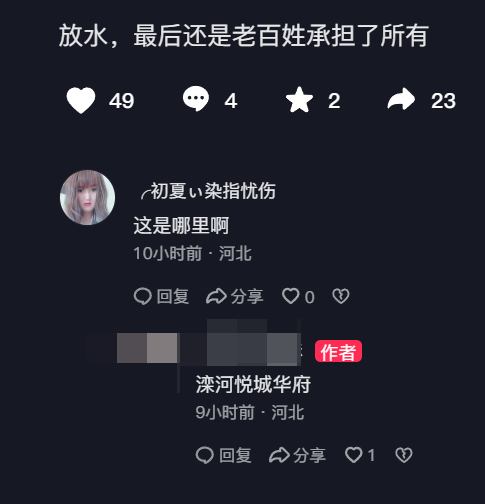 放水，最后还是老百姓承担了所有
49 4 2 23
╭初夏ぃ染指忧伤
这是哪里啊
10小时前 · 河北
回复 分享 0
作者
滦河悦城华府
9小时前 · 河北
回复 分享 1